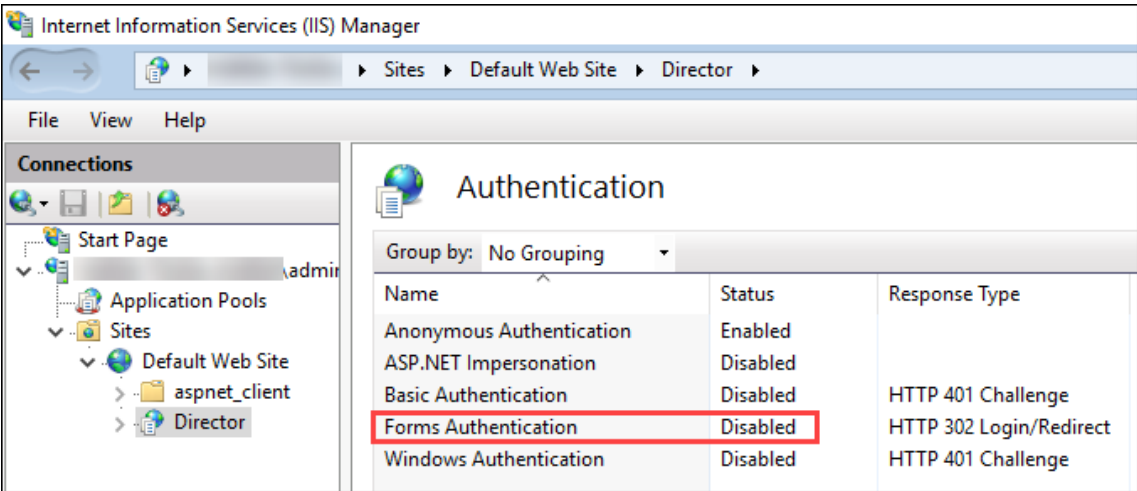 Internet Information Services (IIS) Manager
Sites Default Web Site Director
File View Help
Connections
Start Page
\admin
Application Pools
Sites
Default Web Site
aspnet_client
Director
Authentication
Group by: No Grouping
Name Status Response Type
Anonymous Authentication Enabled
ASP.NET Impersonation Disabled
Basic Authentication Disabled HTTP 401 Challenge
Forms Authentication Disabled HTTP 302 Login/Redirect
Windows Authentication Disabled HTTP 401 Challenge